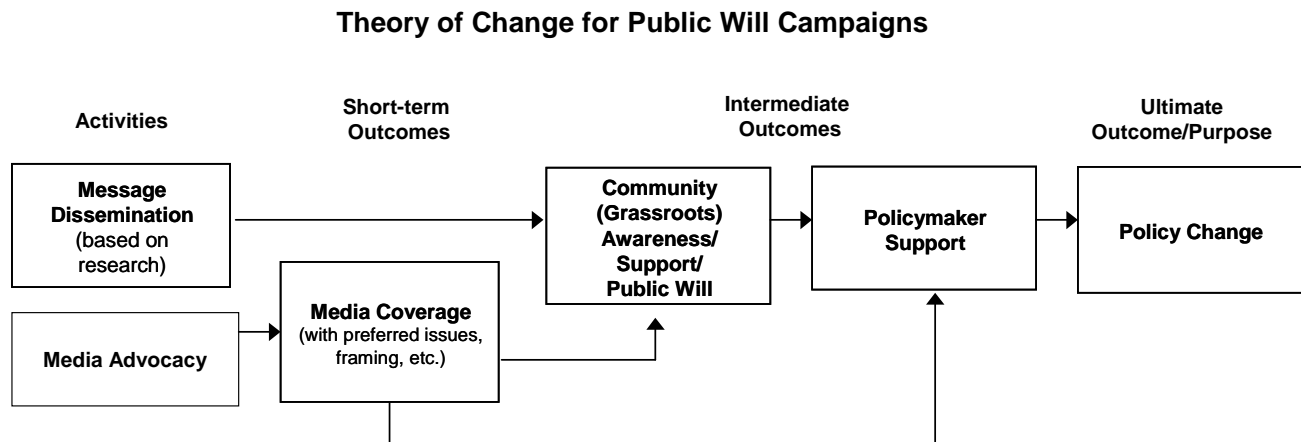 Theory of Change for Public Will Campaigns
Activities
Short-term
Outcomes
Intermediate
Outcomes
Ultimate
Outcome/Purpose
Message
Dissemination
(based on
research)
Media Advocacy
Media Coverage
(with preferred issues,
framing, etc.)
Community
(Grassroots)
Awareness/
Support/
Public Will
Policymaker
Support
Policy Change